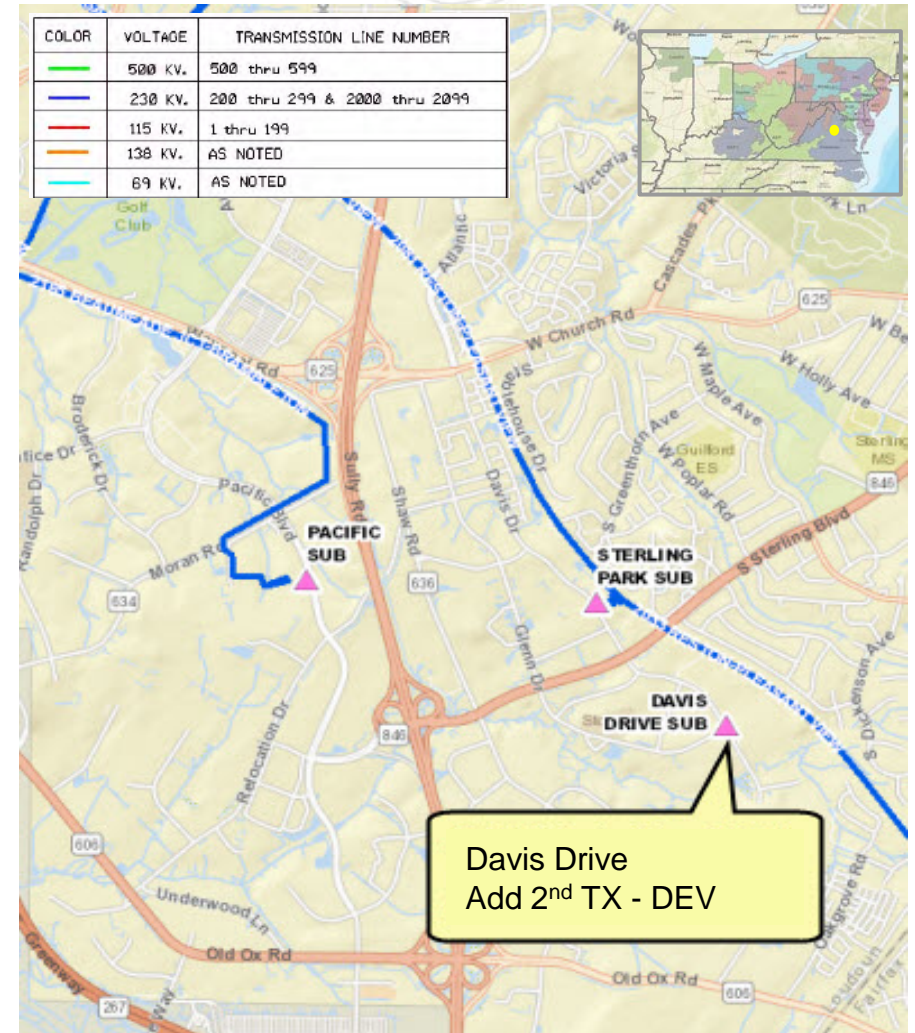 COLOR VOLTAGE TRANSMISSION LINE NUMBER
500 KV. 500 thru 599
230 KV. 200 thru 299 & 2000 thru 2099
115 KV. 1 thru 199
138 KV. AS NOTED
69 KV. AS NOTED
Golf
Club
Atlantic
Cascades
625
W Church Rd
625
W Holly Ave
W Maple Ave
Broderick Dr
Davis Dr
S Greenthorn Ave
Guilford
ES
W Poplar Rd
Sterling
MS
846
Randolph Dr
Pacific Blvd
Sully Rd
Shaw Rd
S Sterling Blvd
PACIFIC
SUB
STERLING
PARK SUB
Moran Rd
634
636
Glenn Dr
S Dickenson Ave
DAVIS
DRIVE SUB
846
Relocation Dr
606
Davis Drive
Add 2nd TX - DEV
Underwood Ln
Oakgrove Rd
Old Ox Rd
Old Ox Rd
606
Loudoun
Fairfax
Greenway
267